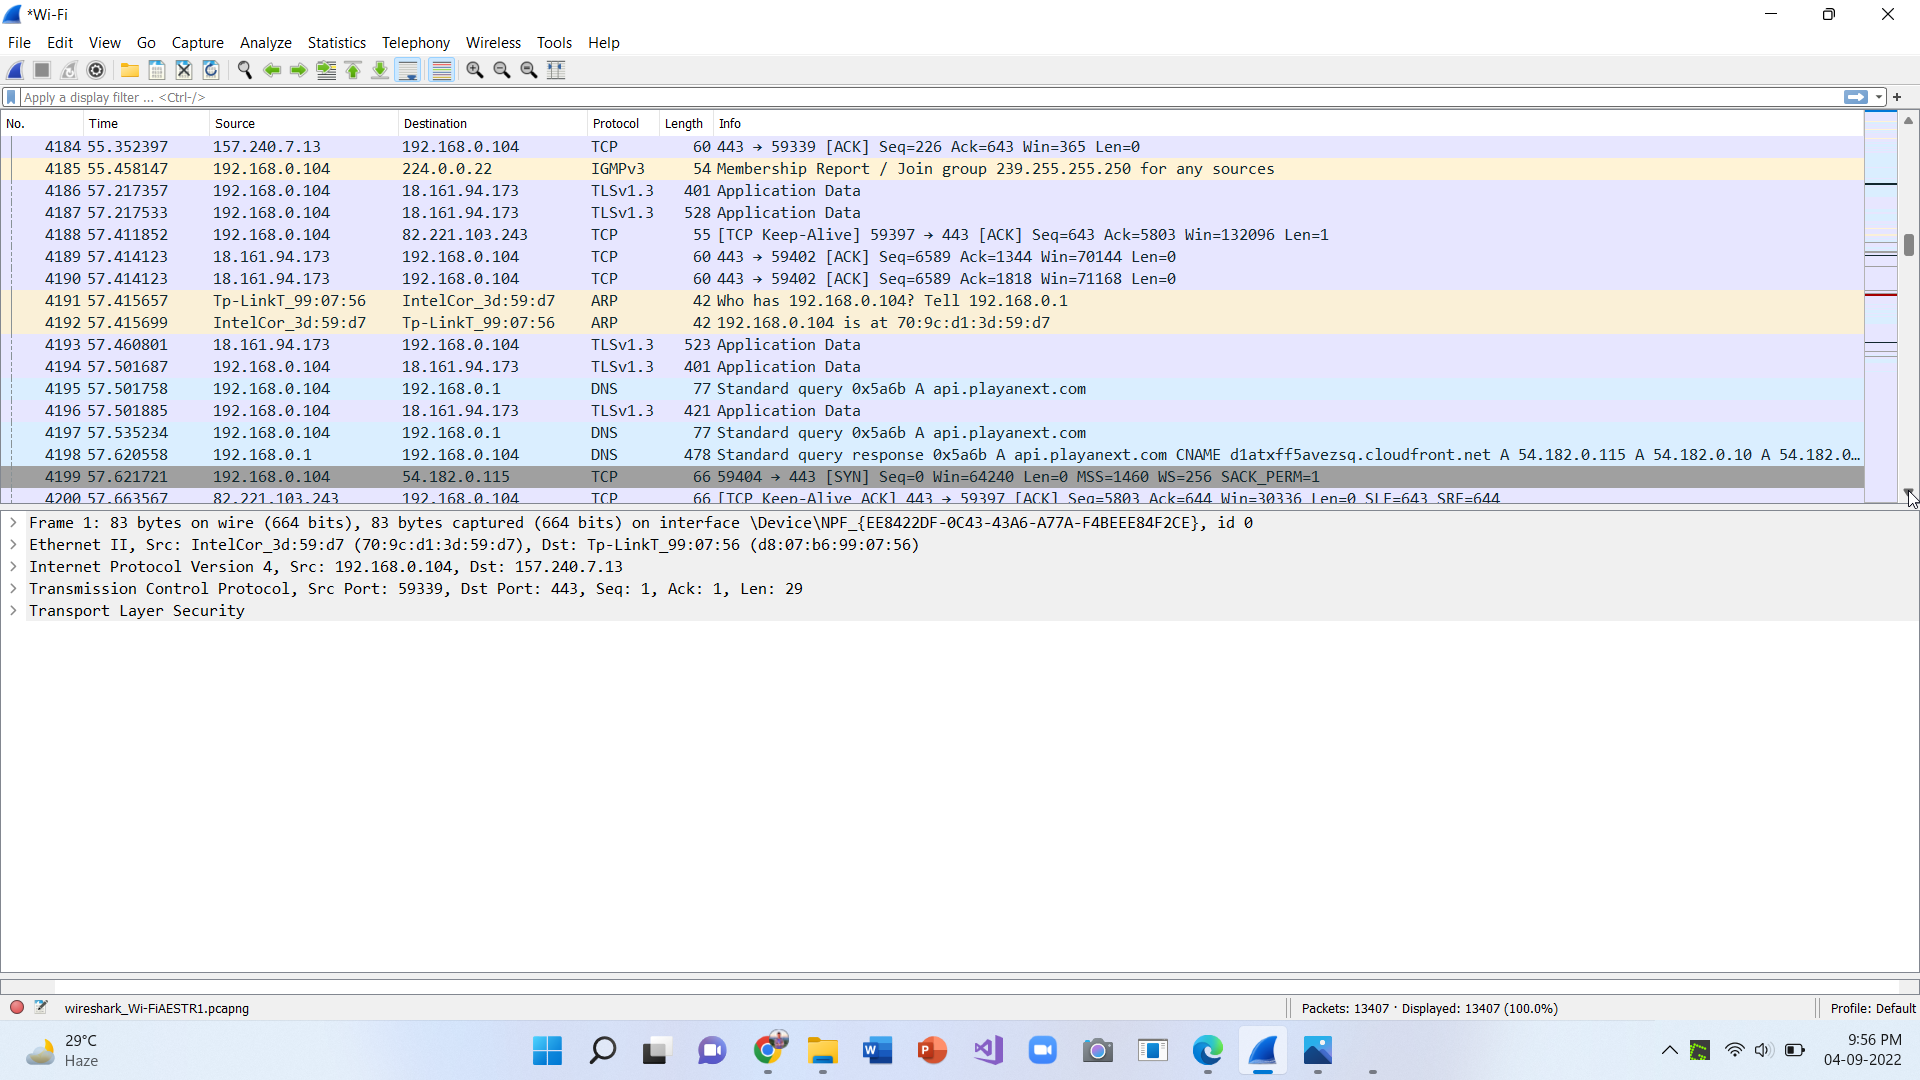 *Wi-Fi
File Edit View Go Capture Analyze Statistics Telephony Wireless Tools Help
Apply a display filter ... <Ctrl-/>
No. Time Source Destination Protocol Length Info
4184 55.352397 157.240.7.13 192.168.0.104 TCP 60 443 → 59339 [ACK] Seq=226 Ack=643 Win=365 Len=0
4185 55.458147 192.168.0.104 224.0.0.22 IGMPv3 54 Membership Report / Join group 239.255.255.250 for any sources
4186 57.217357 192.168.0.104 18.161.94.173 TLSv1.3 401 Application Data
4187 57.217533 192.168.0.104 18.161.94.173 TLSv1.3 528 Application Data
4188 57.411852 192.168.0.104 82.221.103.243 TCP 55 [TCP Keep-Alive] 59397 → 443 [ACK] Seq=643 Ack=5803 Win=132096 Len=1
4189 57.414123 18.161.94.173 192.168.0.104 TCP 60 443 → 59402 [ACK] Seq=6589 Ack=1344 Win=70144 Len=0
4190 57.414123 18.161.94.173 192.168.0.104 TCP 60 443 → 59402 [ACK] Seq=6589 Ack=1818 Win=71168 Len=0
4191 57.415657 Tp-LinkT_99:07:56 IntelCor_3d:59:d7 ARP 42 Who has 192.168.0.104? Tell 192.168.0.1
4192 57.415699 IntelCor_3d:59:d7 Tp-LinkT_99:07:56 ARP 42 192.168.0.104 is at 70:9c:d1:3d:59:d7
4193 57.460801 18.161.94.173 192.168.0.104 TLSv1.3 523 Application Data
4194 57.501687 192.168.0.104 18.161.94.173 TLSv1.3 401 Application Data
4195 57.501758 192.168.0.104 192.168.0.1 DNS 77 Standard query 0x5a6b A api.playanext.com
4196 57.501885 192.168.0.104 18.161.94.173 TLSv1.3 421 Application Data
4197 57.535234 192.168.0.104 192.168.0.1 DNS 77 Standard query 0x5a6b A api.playanext.com
4198 57.620558 192.168.0.1 192.168.0.104 DNS 478 Standard query response 0x5a6b A api.playanext.com CNAME d1atxff5avezsq.cloudfront.net A 54.182.0.115 A 54.182.0.10 A 54.182.0…
4199 57.621721 192.168.0.104 54.182.0.115 TCP 66 59404 → 443 [SYN] Seq=0 Win=64240 Len=0 MSS=1460 WS=256 SACK_PERM=1
4200 57.663567 82.221.103.243 192.168.0.104 TCP 66 [TCP Keep-Alive ACK] 443 → 59397 [ACK] Seq=5803 Ack=644 Win=30336 Len=0 SLE=643 SRE=644
Frame 1: 83 bytes on wire (664 bits), 83 bytes captured (664 bits) on interface \Device\NPF_{EE8422DF-0C43-43A6-A77A-F4BEEE84F2CE}, id 0
Ethernet II, Src: IntelCor_3d:59:d7 (70:9c:d1:3d:59:d7), Dst: Tp-LinkT_99:07:56 (d8:07:b6:99:07:56)
Internet Protocol Version 4, Src: 192.168.0.104, Dst: 157.240.7.13
Transmission Control Protocol, Src Port: 59339, Dst Port: 443, Seq: 1, Ack: 1, Len: 29
Transport Layer Security
wireshark_Wi-FiAESTR1.pcapng Packets: 13407 · Displayed: 13407 (100.0%) Profile: Default
29°C
Haze
9:56 PM
04-09-2022